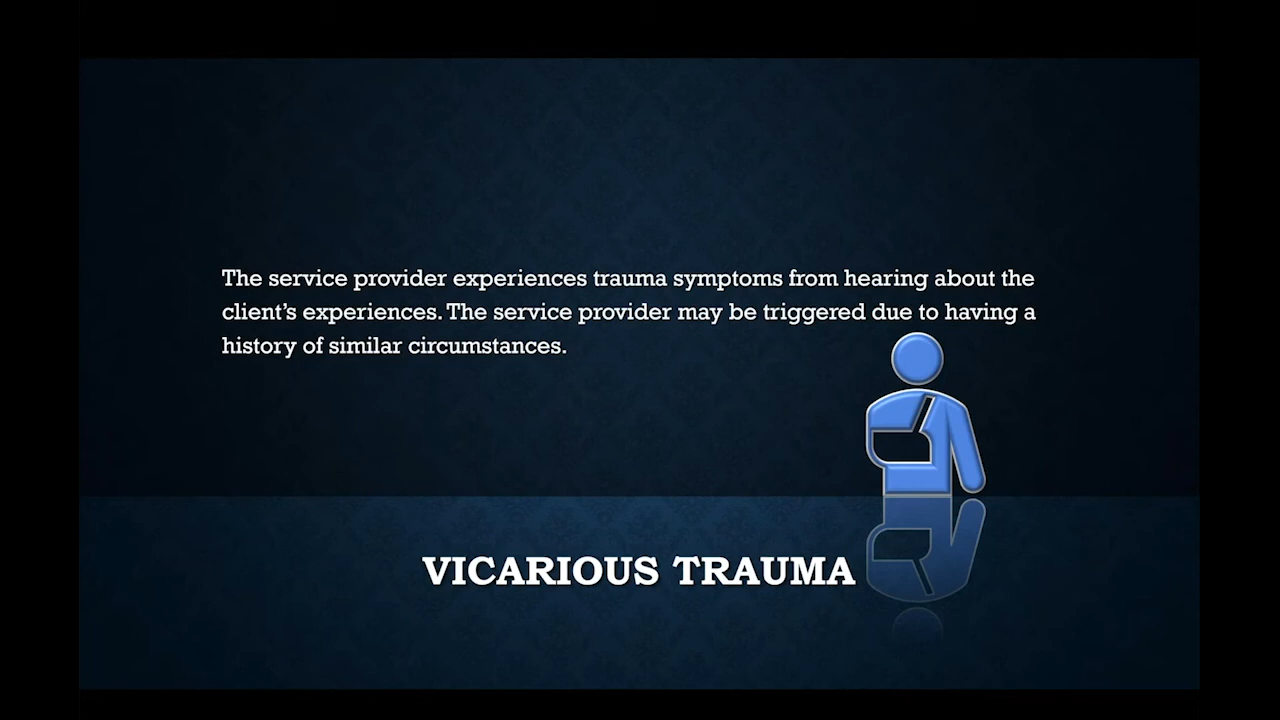 The service provider experiences trauma symptoms from hearing about the
client’s experiences. The service provider may be triggered due to having a
history of similar circumstances.
VICARIOUS TRAUMA